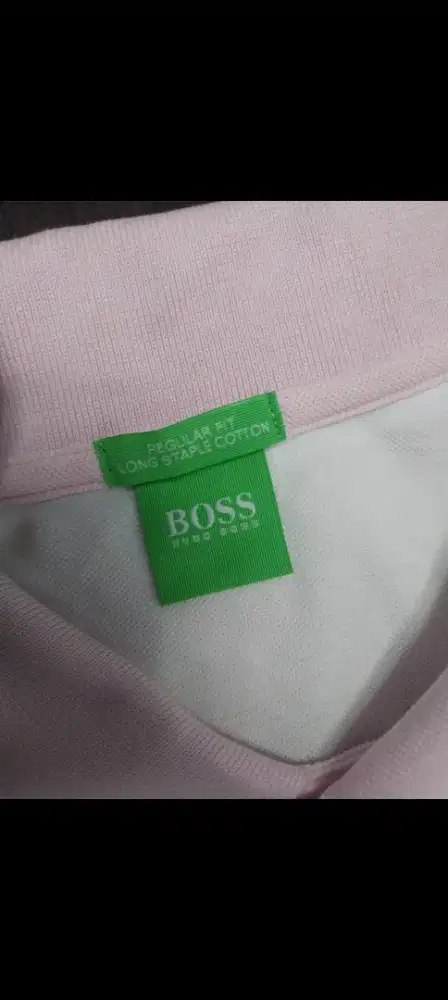 REGULAR FIT
LONG STAPLE COTTON
BOSS
HUGO BOSS